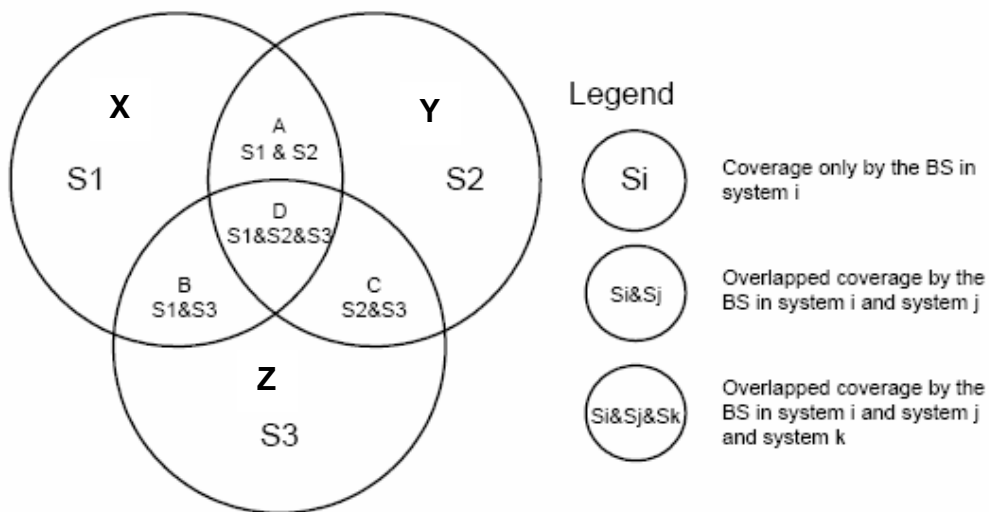 X
Y
S1
S2
A
S1 & S2
D
S1&S2&S3
B
S1&S3
C
S2&S3
Z
S3
Legend
Si
Coverage only by the BS in
system i
Si&Sj
Overlapped coverage by the
BS in system i and system j
Si&Sj&Sk
Overlapped coverage by the
BS in system i and system j
and system k